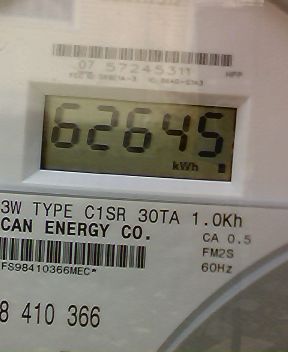 07 57245311 HPP
62645
kWh
3W TYPE C1SR 30TA 1.0Kh
CAN ENERGY CO. CA 0.5
FM2S
FS98410366MEC* 60Hz
8 410 366